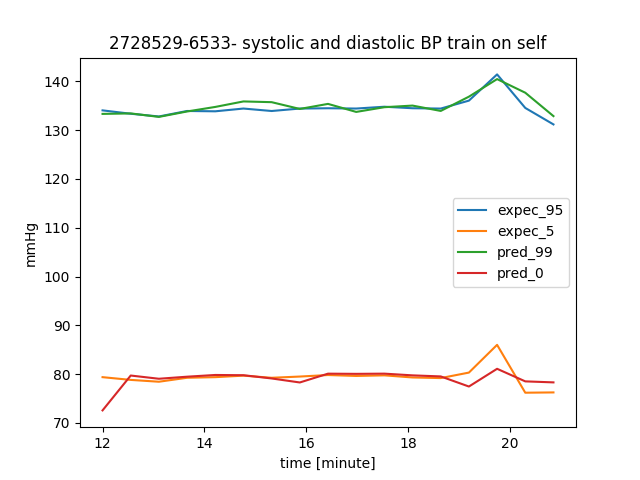 2728529-6533- systolic and diastolic BP train on self
140
130
120
110
100
90
80
70
mmHg
expec_95
expec_5
pred_99
pred_0
12 14 16 18 20
time [minute]